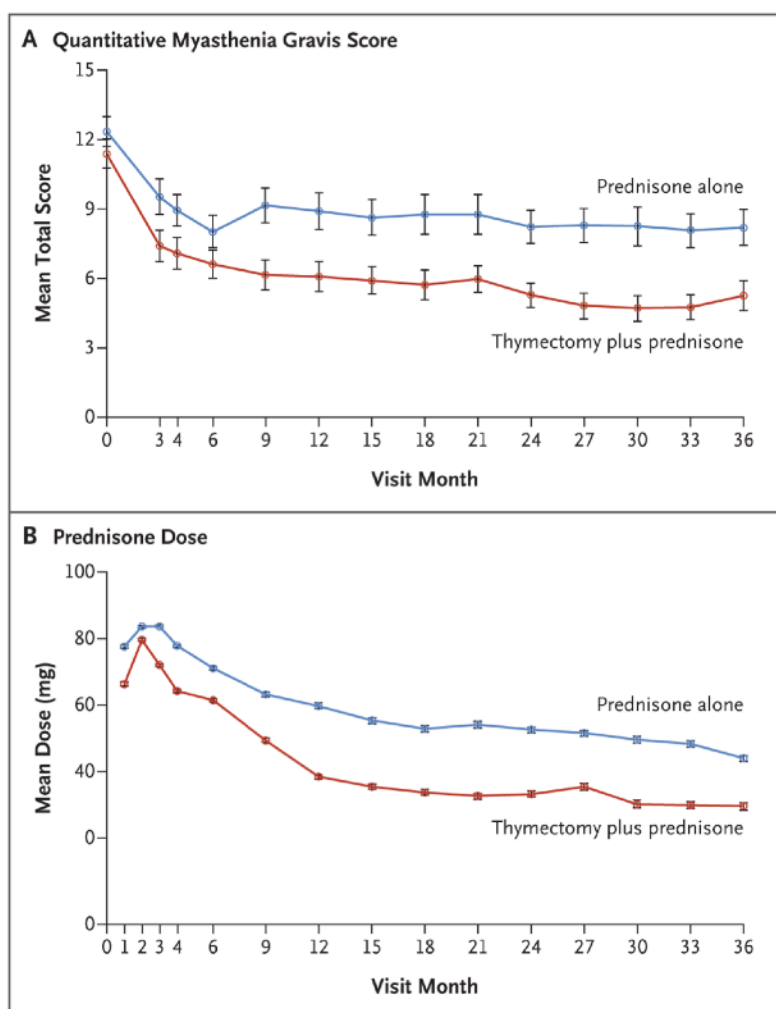 A Quantitative Myasthenia Gravis Score
15
12
9
6
3
0
Mean Total Score
Prednisone alone
Thymectomy plus prednisone
0 3 4 6 9 12 15 18 21 24 27 30 33 36
Visit Month
B Prednisone Dose
100
80
60
40
0
0
Mean Dose (mg)
Prednisone alone
Thymectomy plus prednisone
0 1 2 3 4 6 9 12 15 18 21 24 27 30 33 36
Visit Month